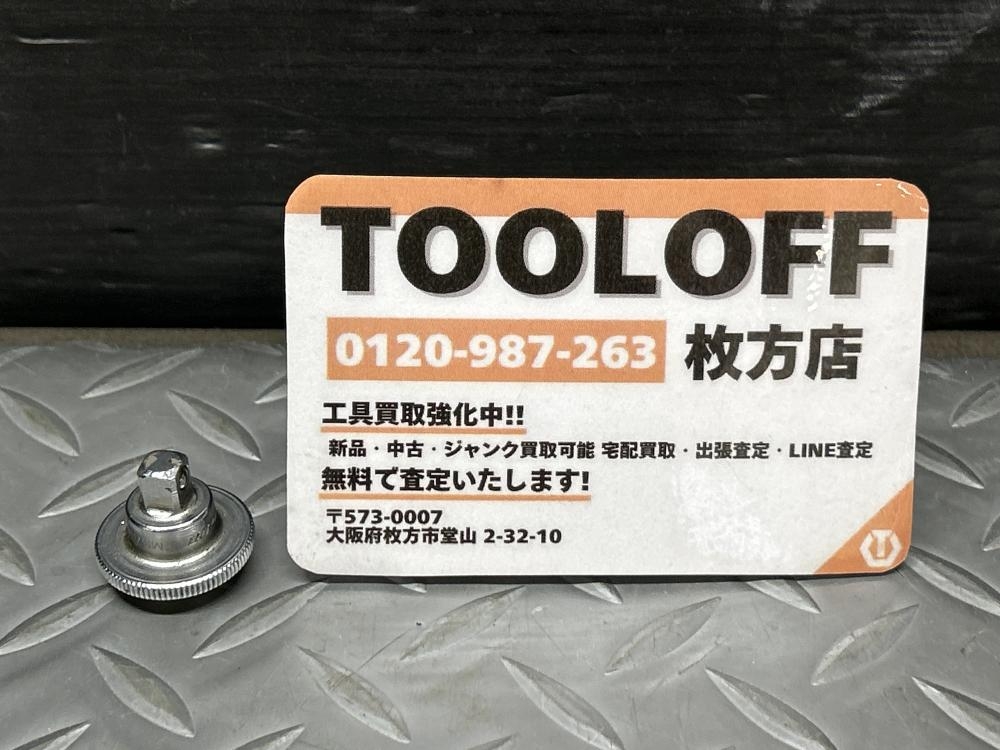 TOOLOFF
0120-987-263 枚方店
工具買取強化中!!
新品・中古・ジャンク買取可能 宅配買取・出張査定・LINE査定
無料で査定いたします!
〒573-0007
大阪府枚方市堂山 2-32-10